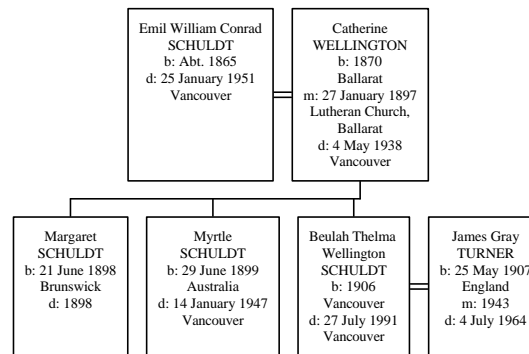 Emil William Conrad
SCHULDT
b: Abt. 1865
d: 25 January 1951
Vancouver
Catherine
WELLINGTON
b: 1870
Ballarat
m: 27 January 1897
Lutheran Church,
Ballarat
d: 4 May 1938
Vancouver
Margaret
SCHULDT
b: 21 June 1898
Brunswick
d: 1898
Myrtle
SCHULDT
b: 29 June 1899
Australia
d: 14 January 1947
Vancouver
Beulah Thelma
Wellington
SCHULDT
b: 1906
Vancouver
d: 27 July 1991
Vancouver
James Gray
TURNER
b: 25 May 1907
England
m: 1943
d: 4 July 1964